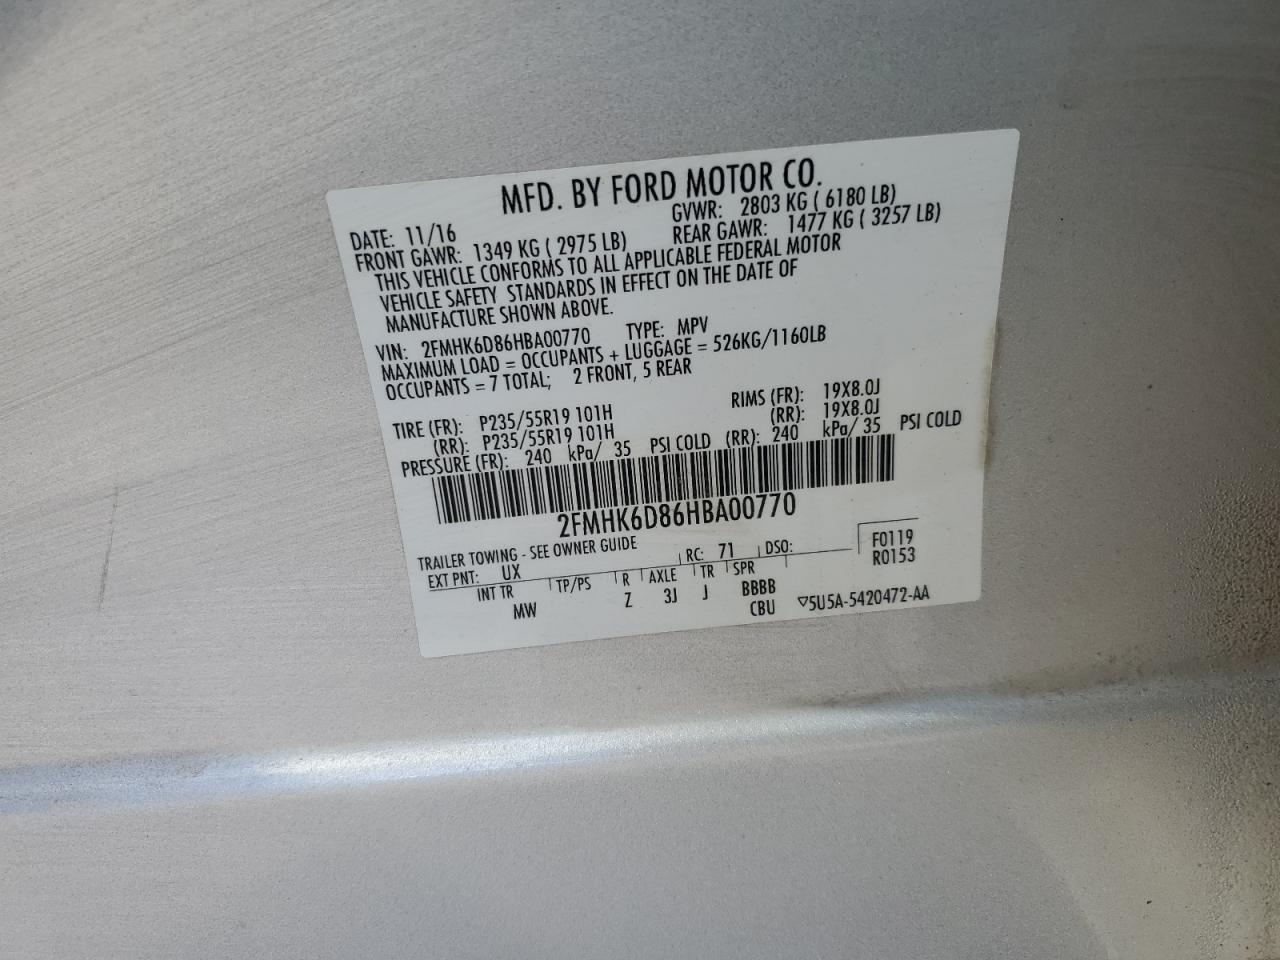 MFD. BY FORD MOTOR CO.
DATE: 11/16 GVWR: 2803 KG ( 6180 LB)
FRONT GAWR: 1349 KG ( 2975 LB) REAR GAWR: 1477 KG ( 3257 LB)
THIS VEHICLE CONFORMS TO ALL APPLICABLE FEDERAL MOTOR
VEHICLE SAFETY STANDARDS IN EFFECT ON THE DATE OF
MANUFACTURE SHOWN ABOVE.
VIN: 2FMHK6D86HBA00770 TYPE: MPV
MAXIMUM LOAD = OCCUPANTS + LUGGAGE = 526KG/1160LB
OCCUPANTS = 7 TOTAL; 2 FRONT, 5 REAR
TIRE (FR): P235/55R19 101H RIMS (FR): 19X8.0J
(RR): P235/55R19 101H (RR): 19X8.0J
PRESSURE (FR): 240 kPa/ 35 PSI COLD (RR): 240 kPa/ 35 PSI COLD
2FMHK6D86HBA00770
TRAILER TOWING - SEE OWNER GUIDE
EXT PNT: UX RC: 71 DSO: F0119
R0153
INT TR TP/PS R AXLE TR SPR
MW Z 3J J BBBB
CBU ▽5U5A-5420472-AA